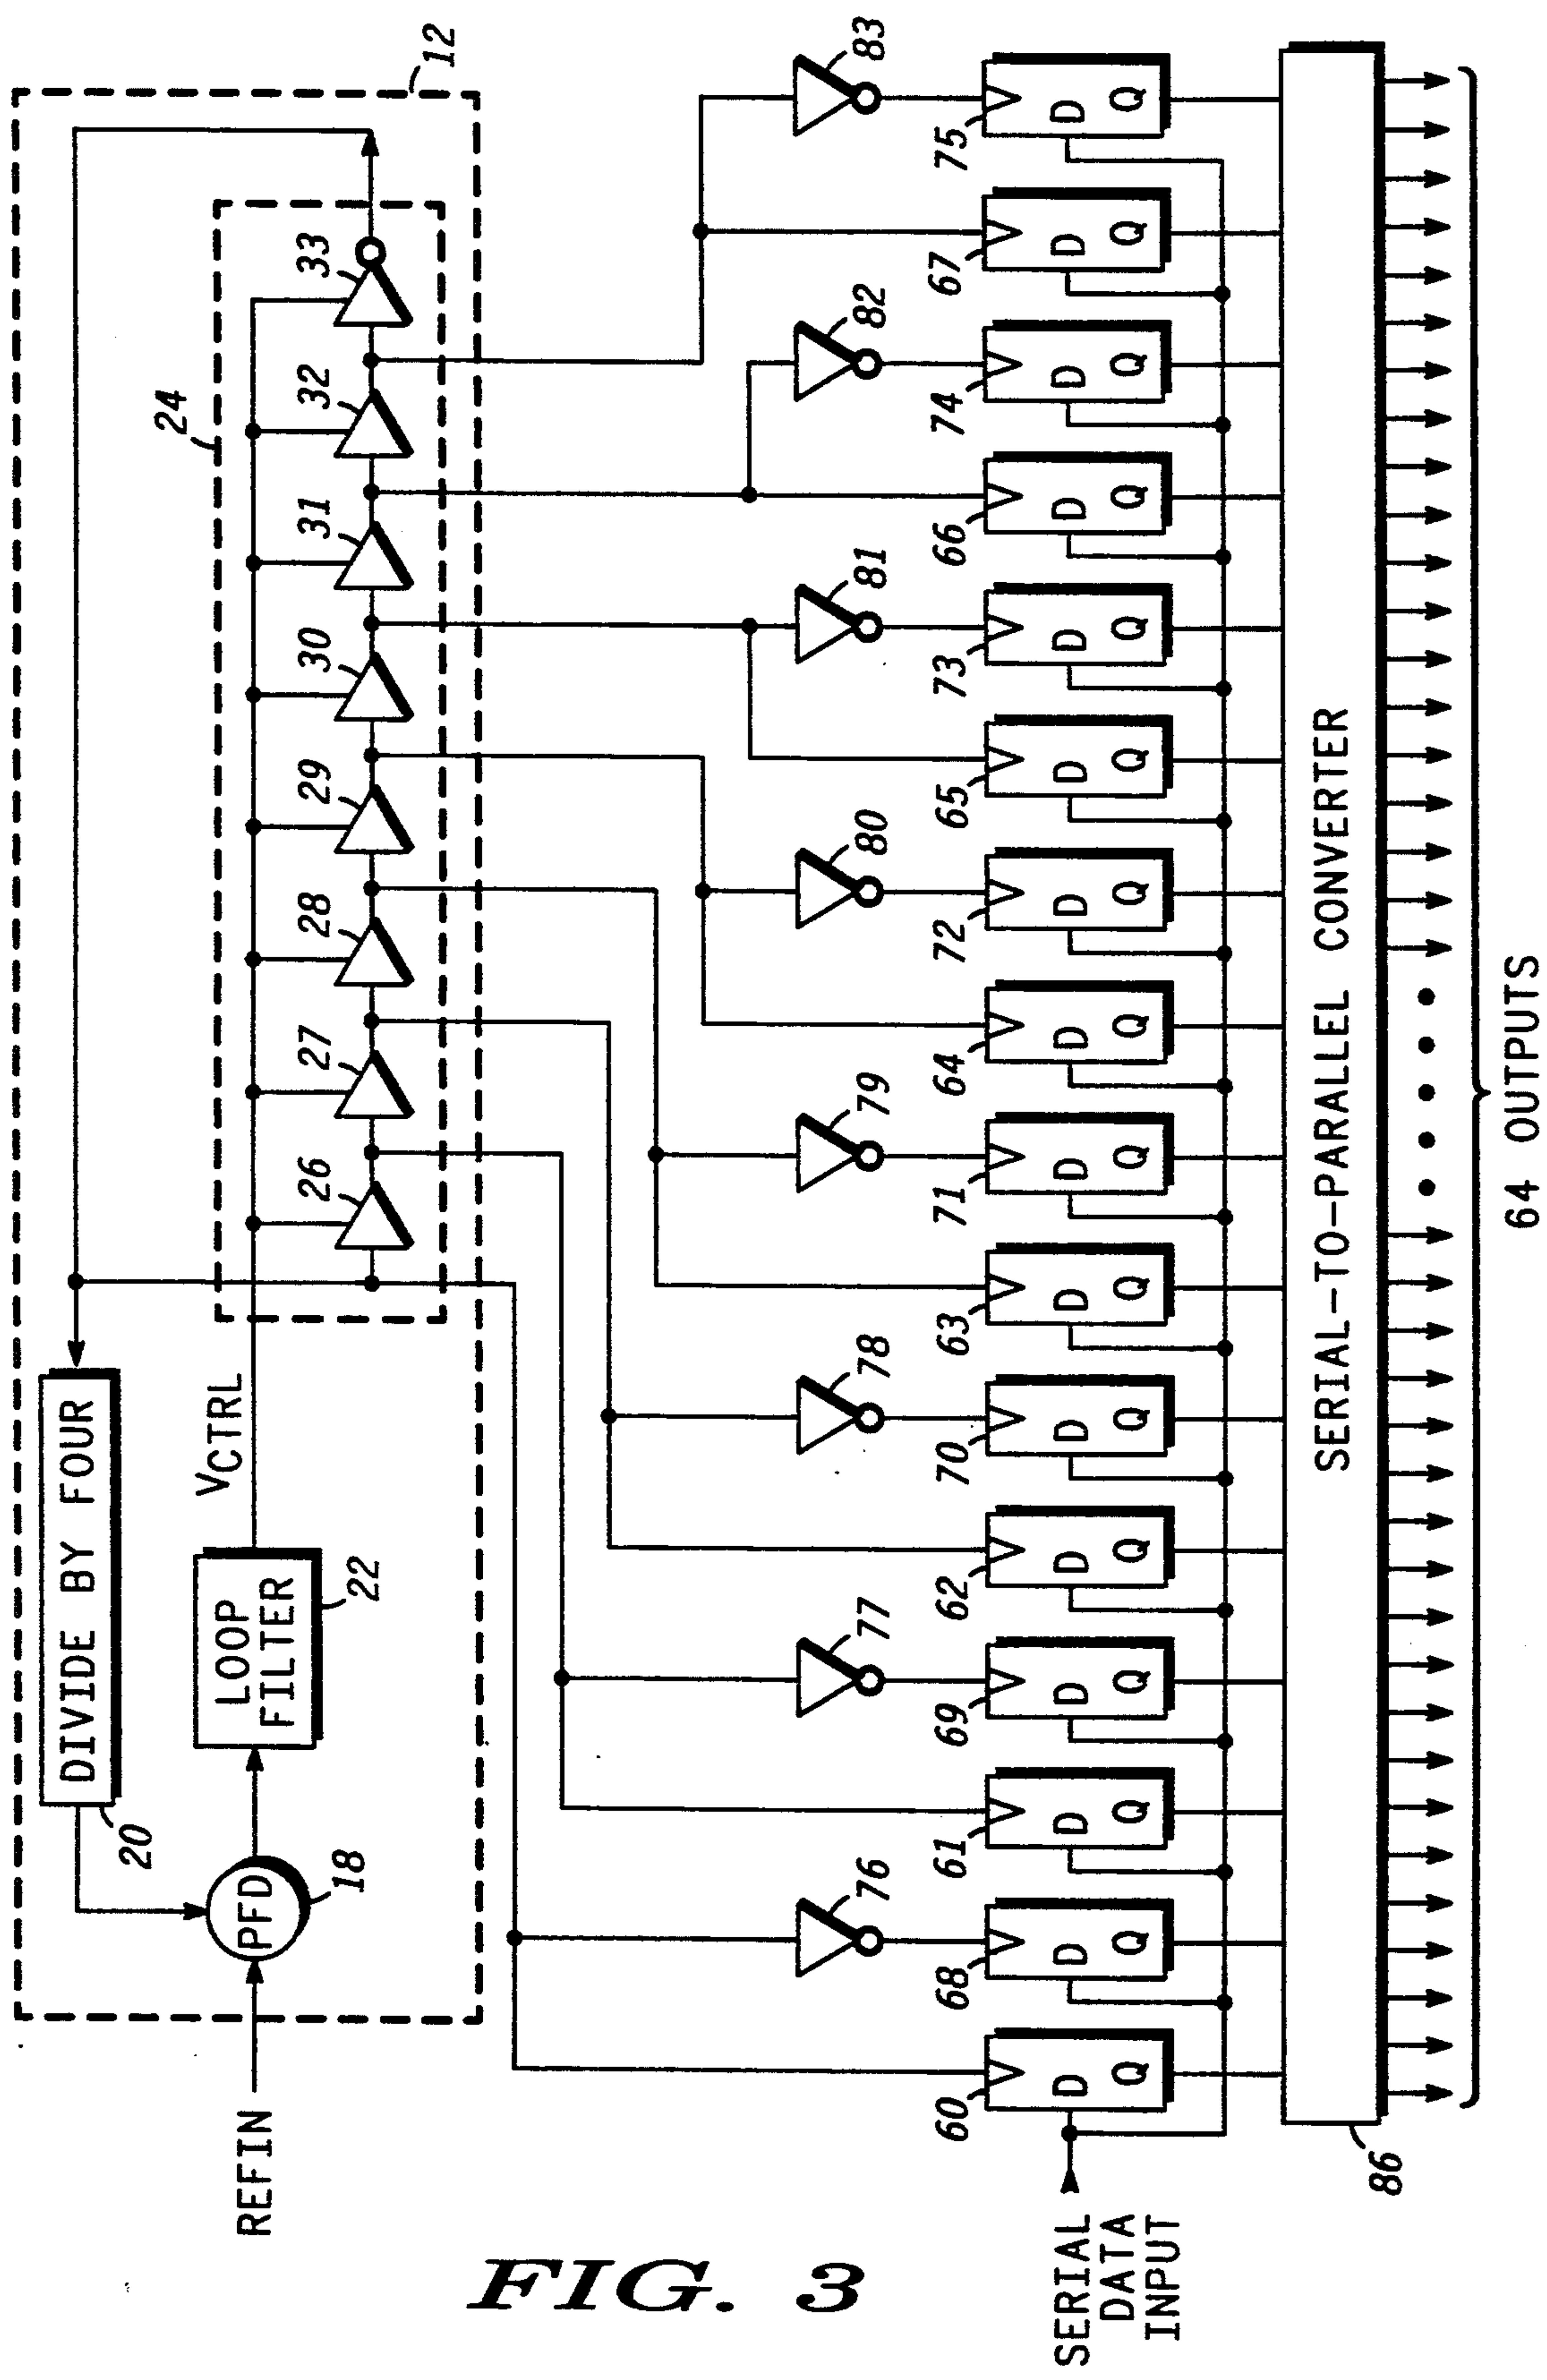 12
DIVIDE BY FOUR
20
REFIN
PFD
18
LOOP
FILTER
22
VCTRL
24
26
27
28
29
30
31
32
33
76
77
78
79
80
81
82
83
60
D
Q
68
D
Q
61
D
Q
69
D
Q
62
D
Q
70
D
Q
63
D
Q
71
D
Q
64
D
Q
72
D
Q
65
D
Q
73
D
Q
66
D
Q
74
D
Q
67
D
Q
75
D
Q
SERIAL
DATA
INPUT
SERIAL-TO-PARALLEL CONVERTER
86
64 OUTPUTS
FIG. 3